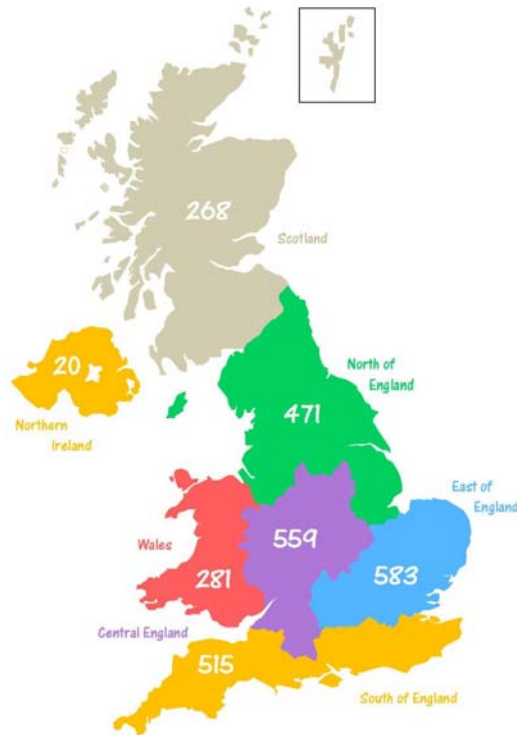 268
Scotland
20
North of
England
Northern
Ireland
471
East of
England
Wales
559
281
583
Central England
515
South of England